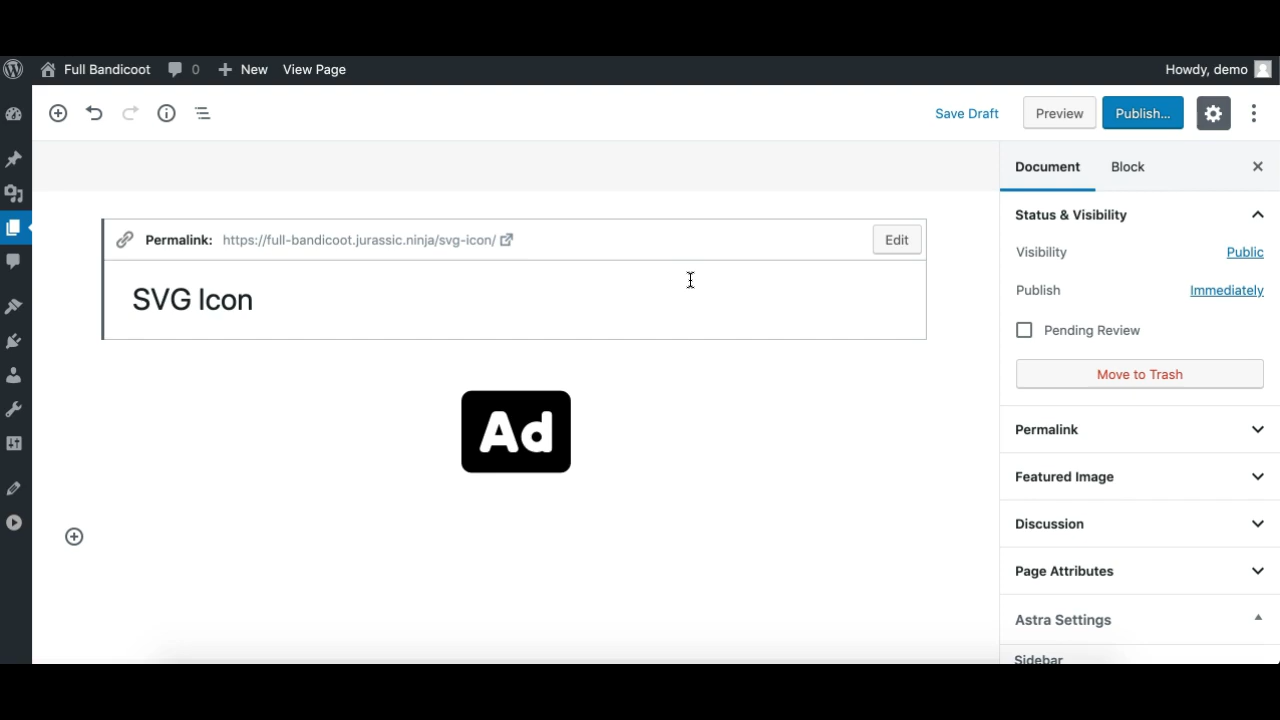 Full Bandicoot 0 New View Page Howdy, demo
Save Draft Preview Publish...
Document Block
Permalink: https://full-bandicoot.jurassic.ninja/svg-icon/ Edit
SVG Icon
Ad
Status & Visibility
Visibility Public
Publish Immediately
Pending Review
Move to Trash
Permalink
Featured Image
Discussion
Page Attributes
Astra Settings
Sidebar